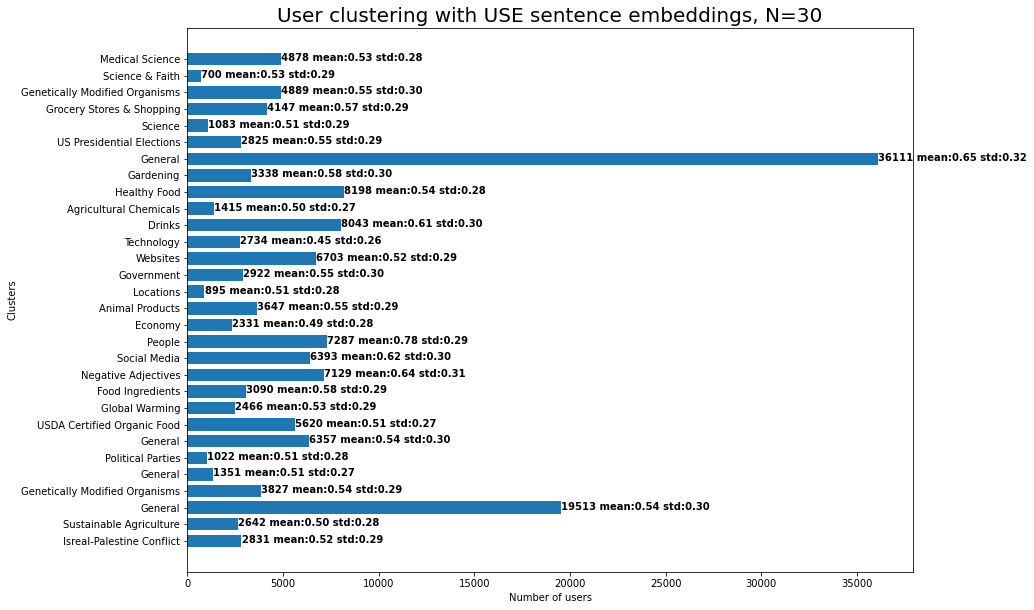 User clustering with USE sentence embeddings, N=30
Medical Science 4878 mean:0.53 std:0.28
Science & Faith 700 mean:0.53 std:0.29
Genetically Modified Organisms 4889 mean:0.55 std:0.30
Grocery Stores & Shopping 4147 mean:0.57 std:0.29
Science 1083 mean:0.51 std:0.29
US Presidential Elections 2825 mean:0.55 std:0.29
General 36111 mean:0.65 std:0.32
Gardening 3338 mean:0.58 std:0.30
Healthy Food 8198 mean:0.54 std:0.28
Agricultural Chemicals 1415 mean:0.50 std:0.27
Drinks 8043 mean:0.61 std:0.30
Technology 2734 mean:0.45 std:0.26
Websites 6703 mean:0.52 std:0.29
Government 2922 mean:0.55 std:0.30
Locations 895 mean:0.51 std:0.28
Animal Products 3647 mean:0.55 std:0.29
Economy 2331 mean:0.49 std:0.28
People 7287 mean:0.78 std:0.29
Social Media 6393 mean:0.62 std:0.30
Negative Adjectives 7129 mean:0.64 std:0.31
Food Ingredients 3090 mean:0.58 std:0.29
Global Warming 2466 mean:0.53 std:0.29
USDA Certified Organic Food 5620 mean:0.51 std:0.27
General 6357 mean:0.54 std:0.30
Political Parties 1022 mean:0.51 std:0.28
General 1351 mean:0.51 std:0.27
Genetically Modified Organisms 3827 mean:0.54 std:0.29
General 19513 mean:0.54 std:0.30
Sustainable Agriculture 2642 mean:0.50 std:0.28
Isreal-Palestine Conflict 2831 mean:0.52 std:0.29
Clusters
0 5000 10000 15000 20000 25000 30000 35000
Number of users